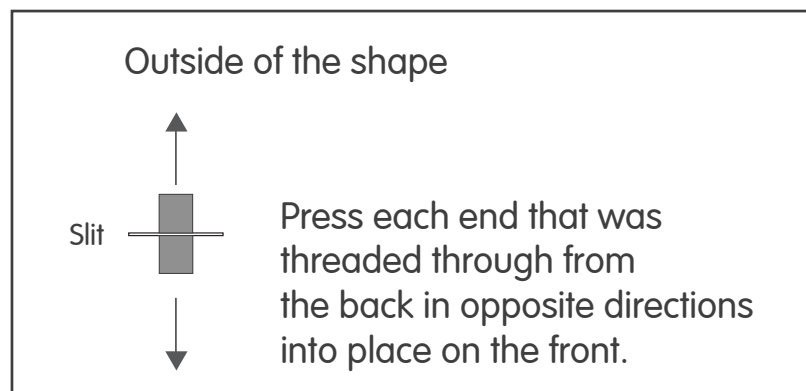 Outside of the shape
Slit
Press each end that was
threaded through from
the back in opposite directions
into place on the front.